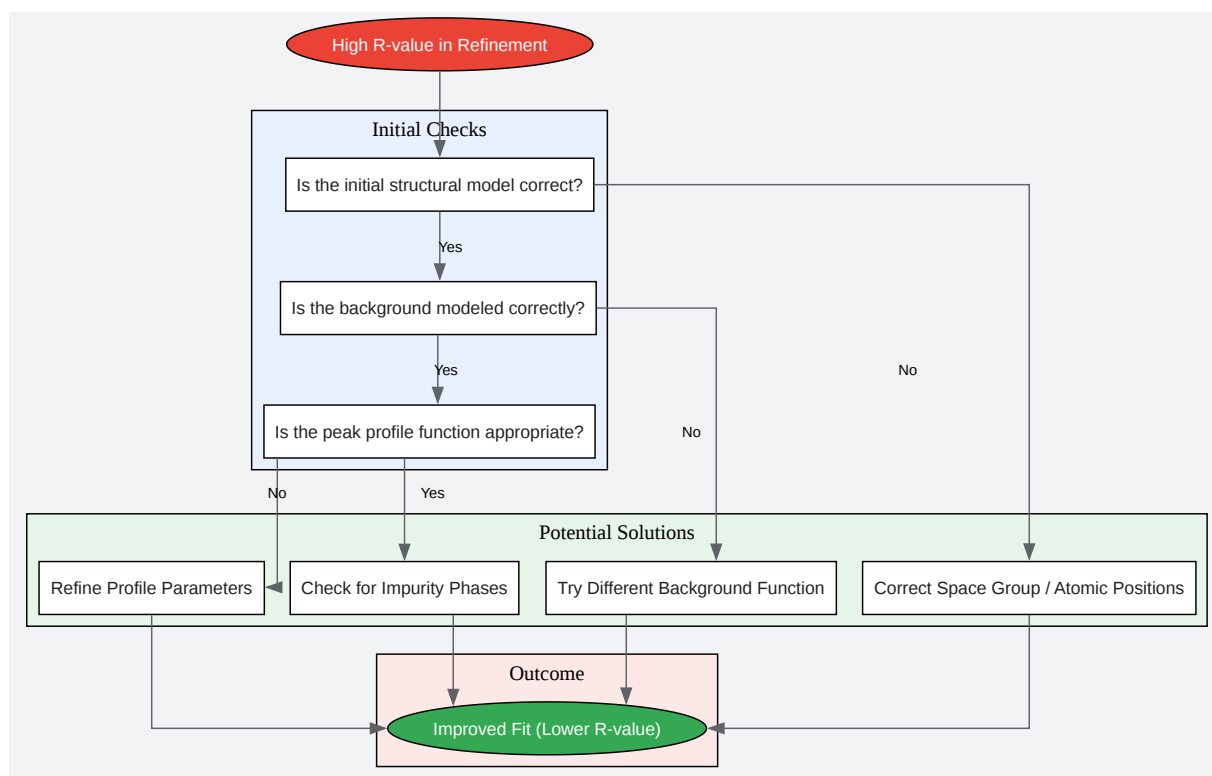 High R-value in Refinement
Initial Checks
Is the initial structural model correct?
Yes
Is the background modeled correctly?
Yes
No
Is the peak profile function appropriate?
No
No
Yes
Potential Solutions
Refine Profile Parameters
Check for Impurity Phases
Try Different Background Function
Correct Space Group / Atomic Positions
Outcome
Improved Fit (Lower R-value)